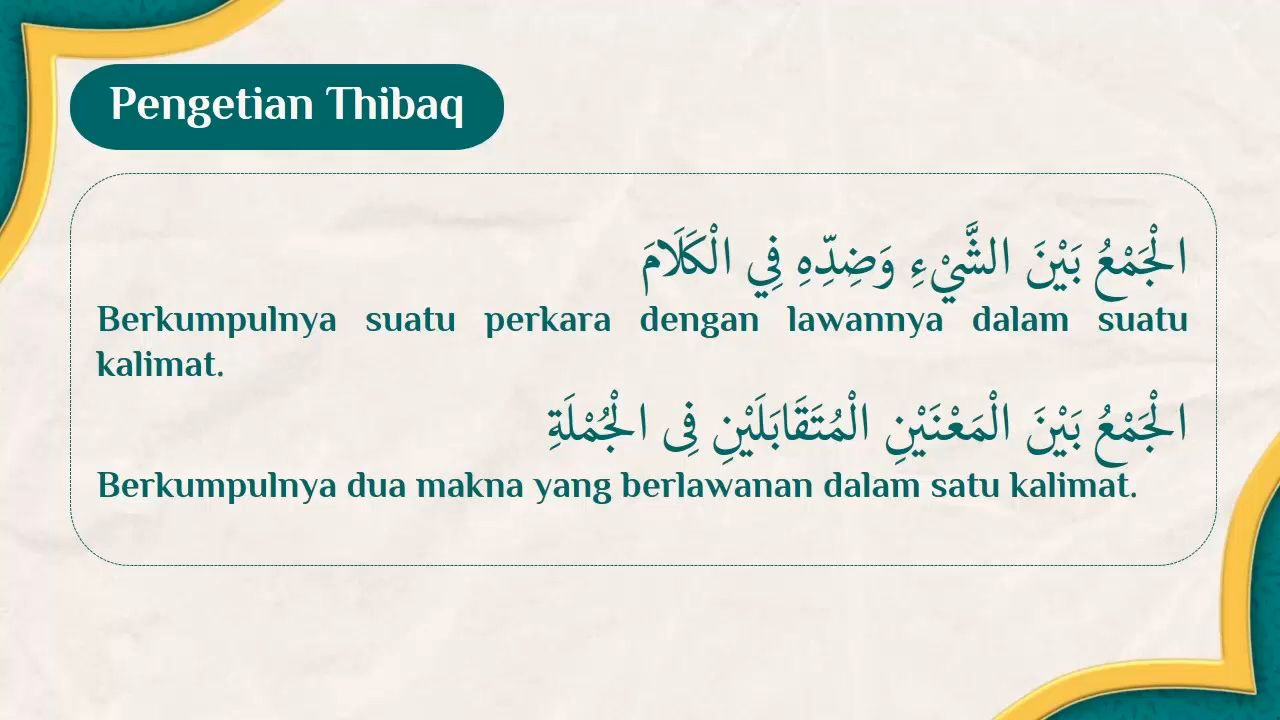 Pengetian Thibaq
الْجَمْعُ بَيْنَ الشَّيْءِ وَضِدِّهِ فِي الْكَلَامَ
Berkumpulnya suatu perkara dengan lawannya dalam suatu
kalimat.
الْجَمْعُ بَيْنَ الْمَعْنَيْنِ الْمُتَقَابَلَيْنِ فِى الْجُمْلَةِ
Berkumpulnya dua makna yang berlawanan dalam satu kalimat.